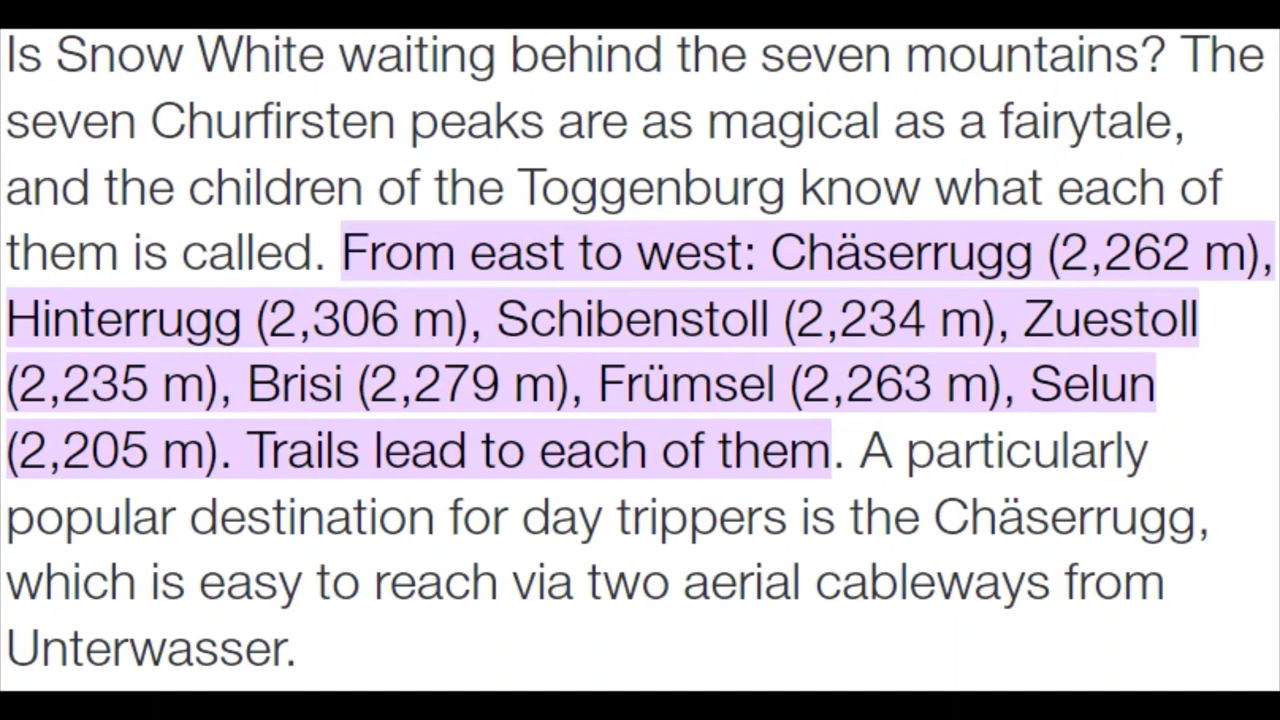 Is Snow White waiting behind the seven mountains? The
seven Churfirsten peaks are as magical as a fairytale,
and the children of the Toggenburg know what each of
them is called. From east to west: Chäserrugg (2,262 m),
Hinterrugg (2,306 m), Schibenstoll (2,234 m), Zuestoll
(2,235 m), Brisi (2,279 m), Frümsel (2,263 m), Selun
(2,205 m). Trails lead to each of them. A particularly
popular destination for day trippers is the Chäserrugg,
which is easy to reach via two aerial cableways from
Unterwasser.